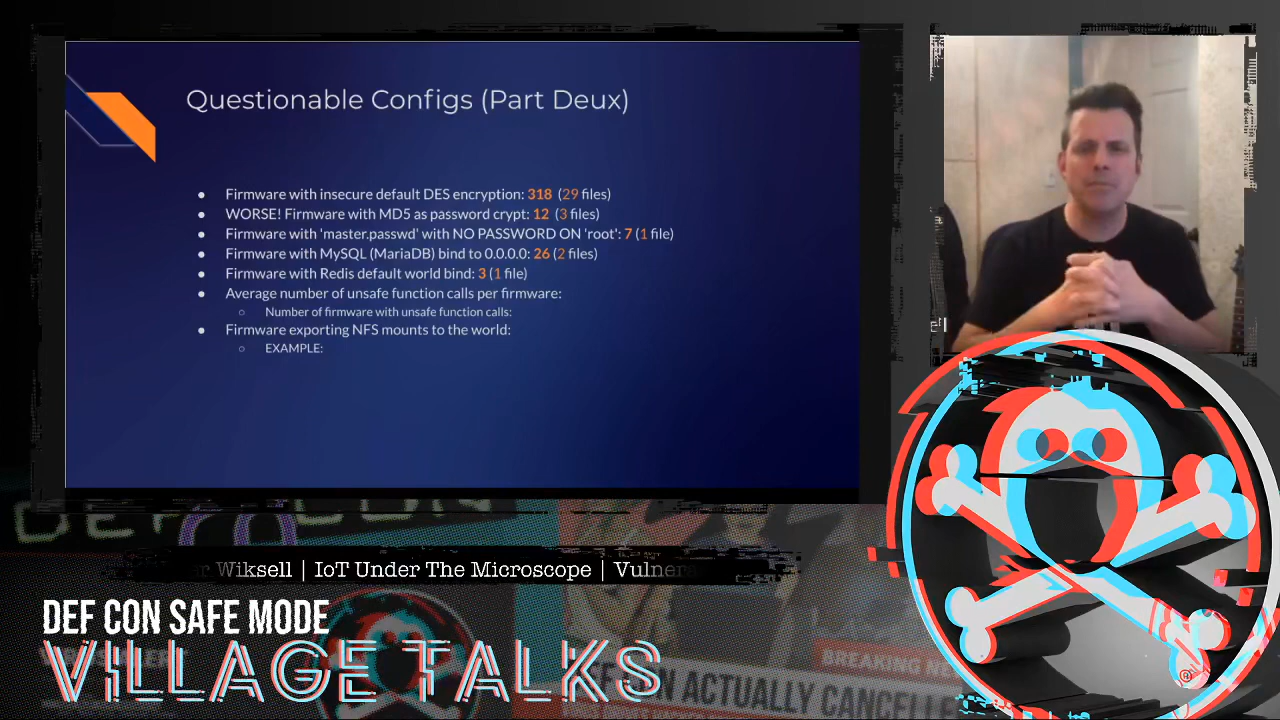 Questionable Configs (Part Deux)
● Firmware with insecure default DES encryption: 318 (29 files)
● WORSE! Firmware with MD5 as password crypt: 12 (3 files)
● Firmware with 'master.passwd' with NO PASSWORD ON 'root': 7 (1 file)
● Firmware with MySQL (MariaDB) bind to 0.0.0.0: 26 (2 files)
● Firmware with Redis default world bind: 3 (1 file)
● Average number of unsafe function calls per firmware:
○ Number of firmware with unsafe function calls:
● Firmware exporting NFS mounts to the world:
○ EXAMPLE:
DEF CON
Wiksell | IoT Under The Microscope |
DEF CON SAFE MODE
VILLAGE TALKS
BREAKING
ACTUALLY